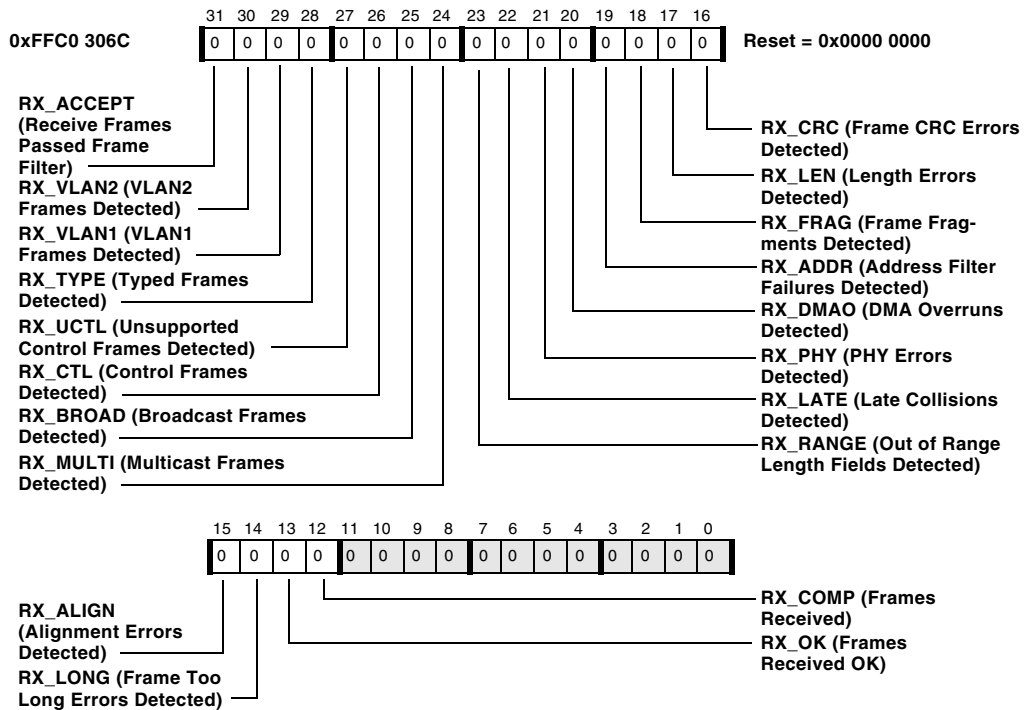 31 30 29 28 27 26 25 24 23 22 21 20 19 18 17 16
0xFFC0 306C
0 0 0 0 0 0 0 0 0 0 0 0 0 0 0 0
Reset = 0x0000 0000
RX_ACCEPT
(Receive Frames
Passed Frame
Filter)
RX_VLAN2 (VLAN2
Frames Detected)
RX_VLAN1 (VLAN1
Frames Detected)
RX_TYPE (Typed Frames
Detected)
RX_UCTL (Unsupported
Control Frames Detected)
RX_CTL (Control Frames
Detected)
RX_BROAD (Broadcast Frames
Detected)
RX_MULTI (Multicast Frames
Detected)
RX_CRC (Frame CRC Errors
Detected)
RX_LEN (Length Errors
Detected)
RX_FRAG (Frame Frag-
ments Detected)
RX_ADDR (Address Filter
Failures Detected)
RX_DMAO (DMA Overruns
Detected)
RX_PHY (PHY Errors
Detected)
RX_LATE (Late Collisions
Detected)
RX_RANGE (Out of Range
Length Fields Detected)
15 14 13 12 11 10 9 8 7 6 5 4 3 2 1 0
0 0 0 0 0 0 0 0 0 0 0 0 0 0 0 0
RX_ALIGN
(Alignment Errors
Detected)
RX_LONG (Frame Too
Long Errors Detected)
RX_COMP (Frames
Received)
RX_OK (Frames
Received OK)